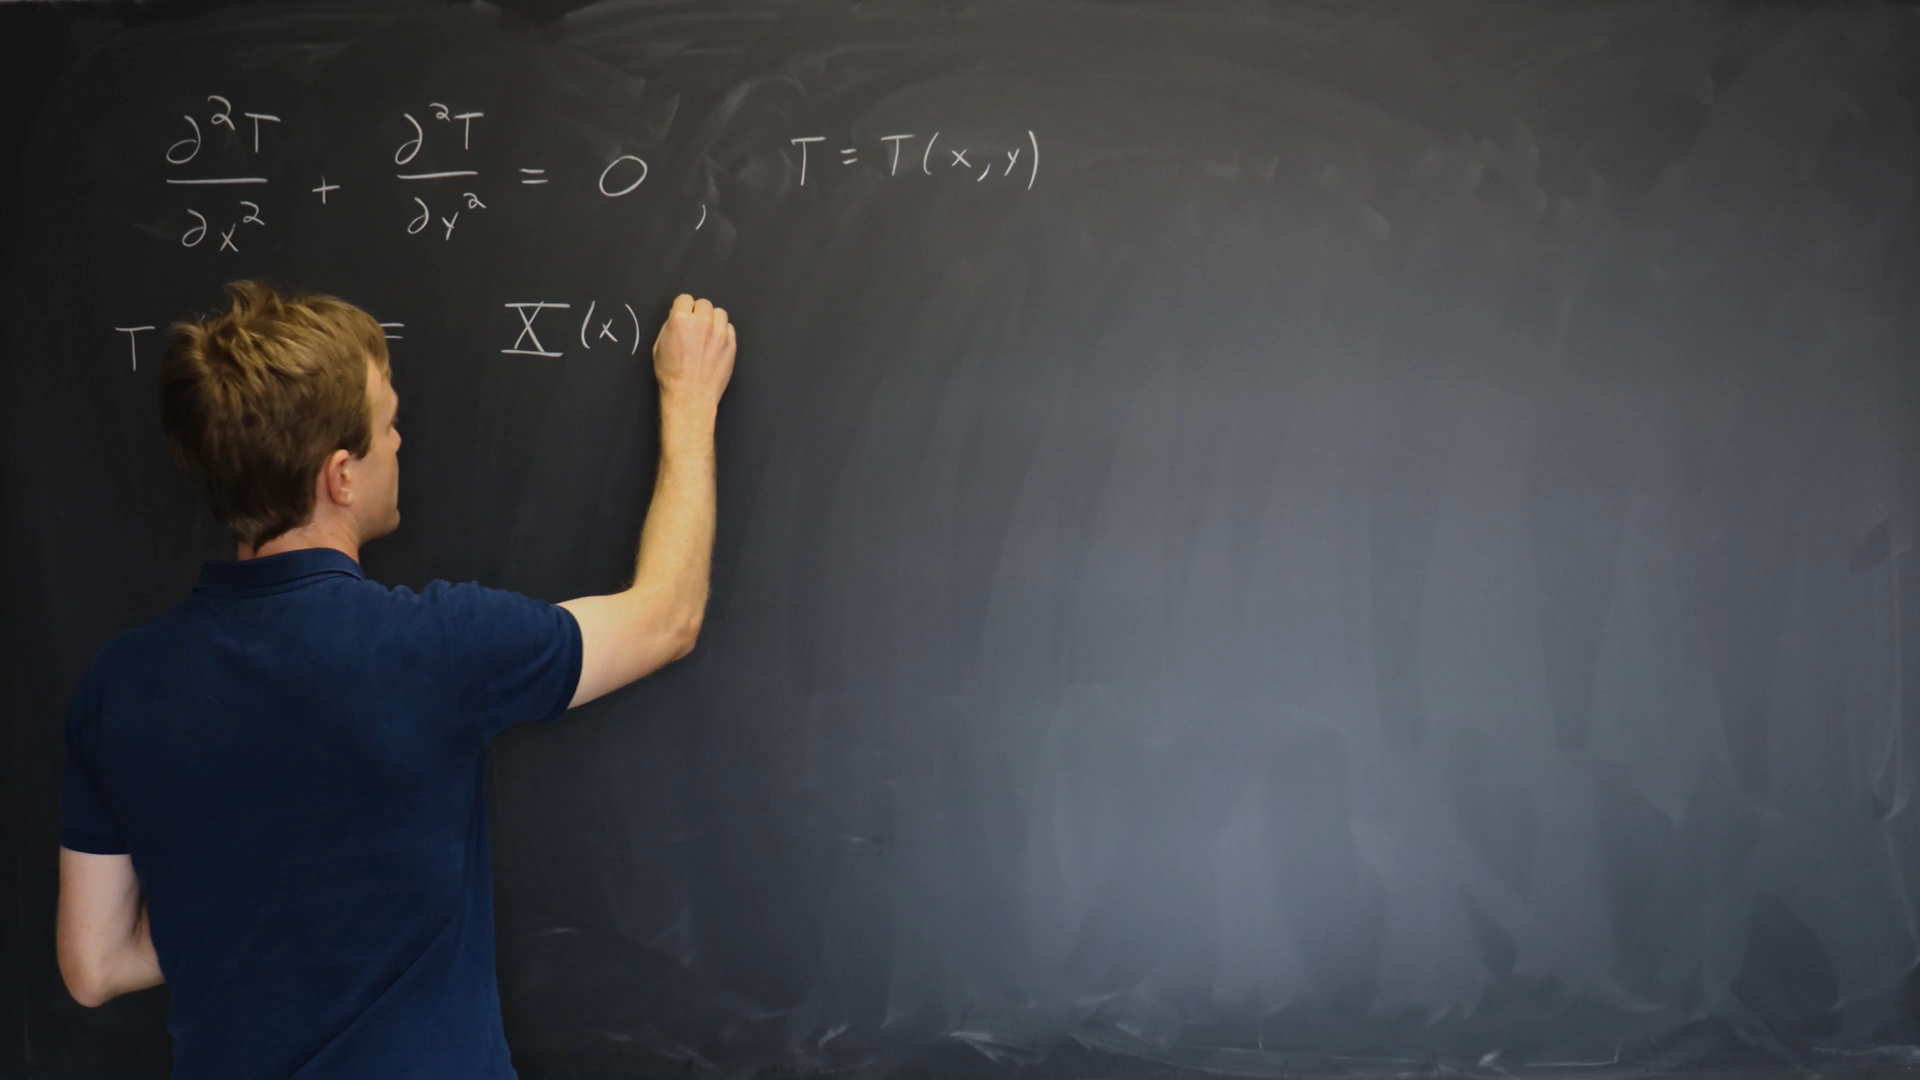 ∂²T/∂x² + ∂²T/∂y² = 0 , T = T(x,y)
T = X(x)